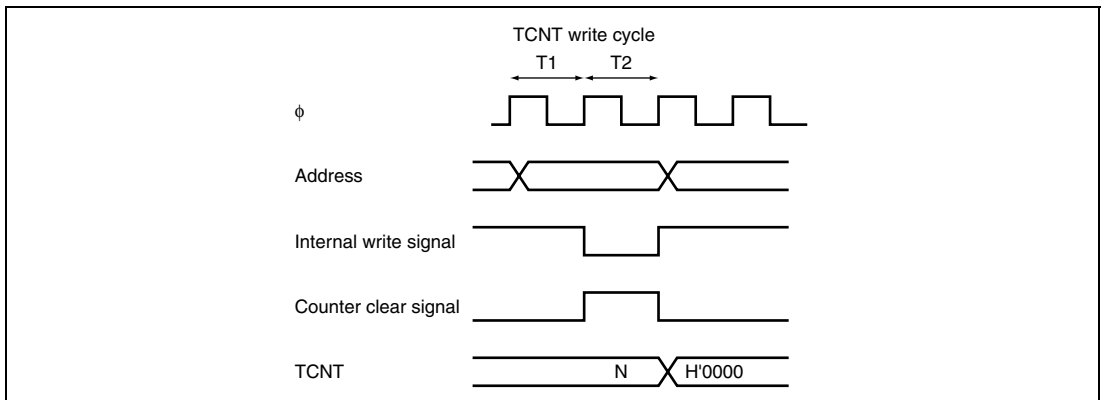 TCNT write cycle
T1 T2
ϕ
Address
Internal write signal
Counter clear signal
TCNT N H'0000